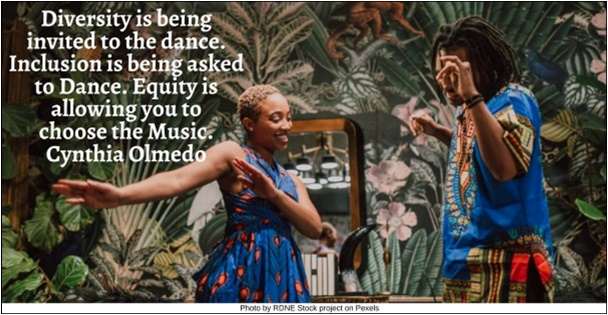 Diversity is being
invited to the dance.
Inclusion is being asked
to Dance. Equity is
allowing you to
choose the Music.
Cynthia Olmedo
Photo by RDNE Stock project on Pexels